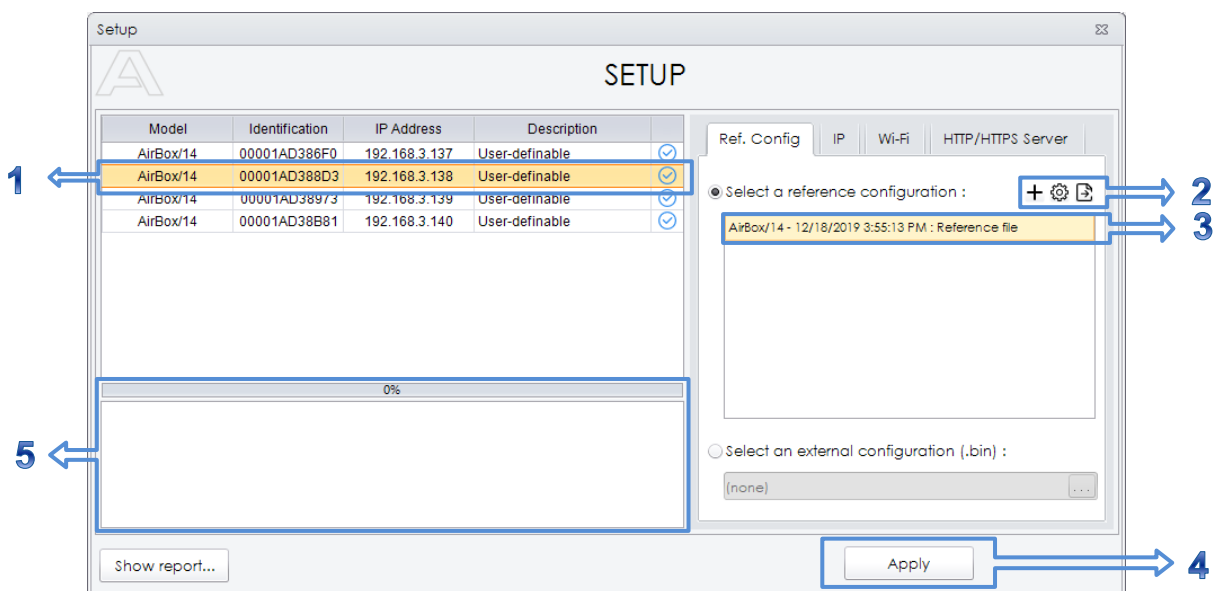 Setup
SETUP
Model Identification IP Address Description
AirBox/14 00001AD386F0 192.168.3.137 User-definable
AirBox/14 00001AD388D3 192.168.3.138 User-definable
AirBox/14 00001AD38973 192.168.3.139 User-definable
AirBox/14 00001AD38B81 192.168.3.140 User-definable
0%
Ref. Config IP Wi-Fi HTTP/HTTPS Server
Select a reference configuration :
AirBox/14 - 12/18/2019 3:55:13 PM : Reference file
Select an external configuration (.bin) :
(none) ...
Show report...
Apply
1
2
3
4
5